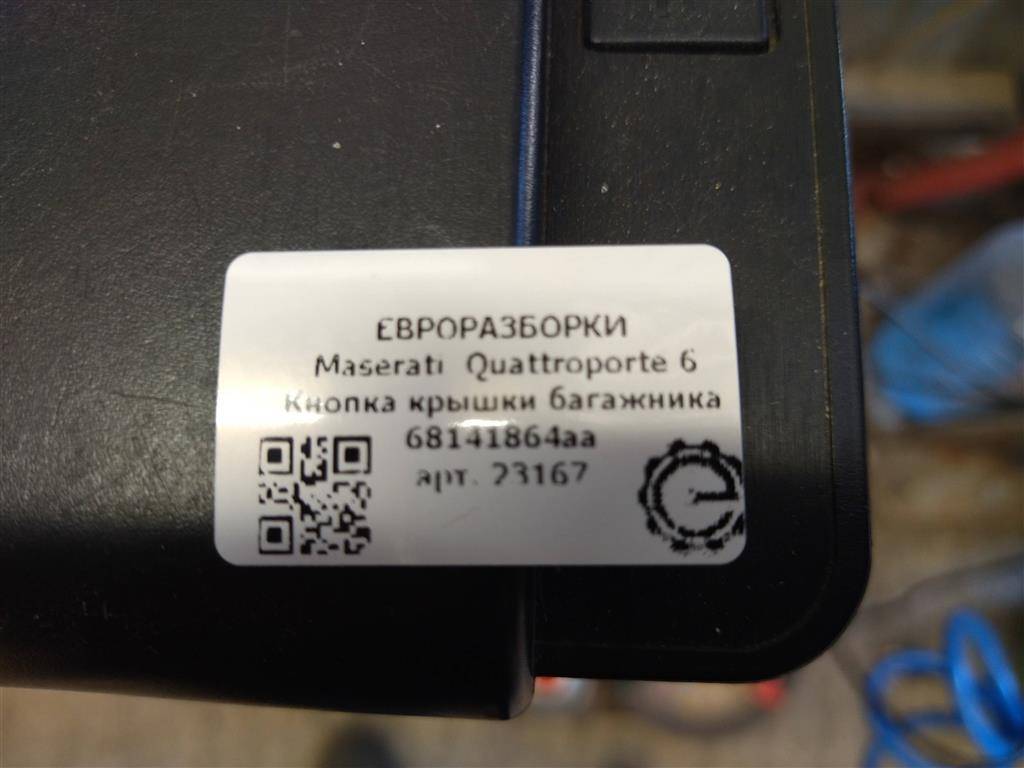 ЕВРОРАЗБОРКИ
Maserati Quattroporte 6
Кнопка крышки багажника
68141864aa
арт. 23167